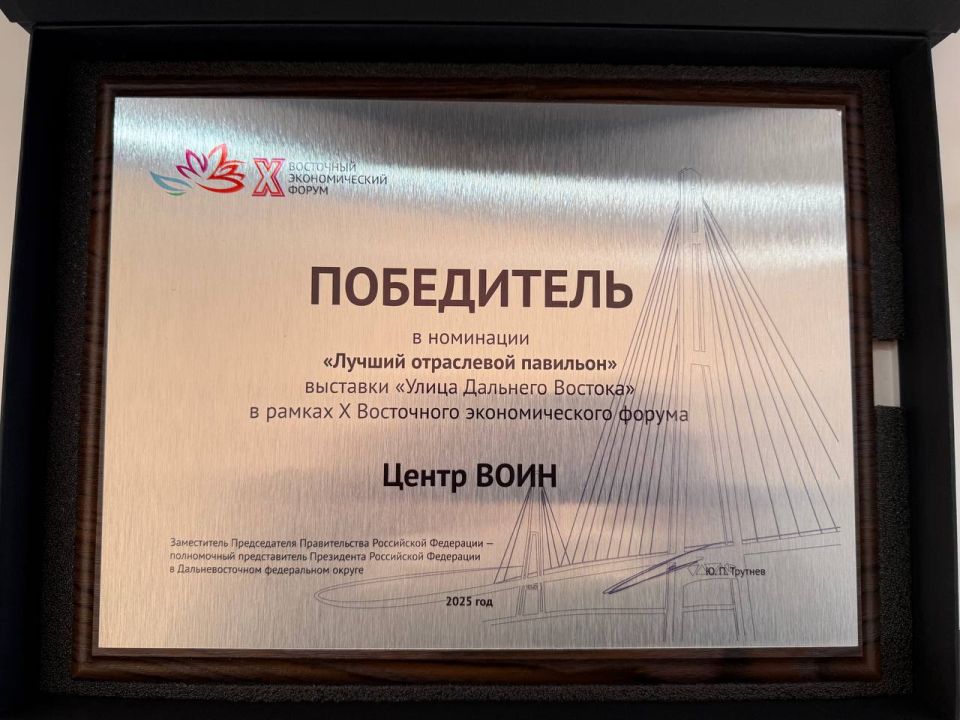 X
ВОСТОЧНЫЙ
ЭКОНОМИЧЕСКИЙ
ФОРУМ
ПОБЕДИТЕЛЬ
в номинации
«Лучший отраслевой павильон»
выставки «Улица Дальнего Востока»
в рамках X Восточного экономического форума
Центр ВОИН
Заместитель Председателя Правительства Российской Федерации —
полномочный представитель Президента Российской Федерации
в Дальневосточном федеральном округе
Ю. П. Трутнев
2025 год